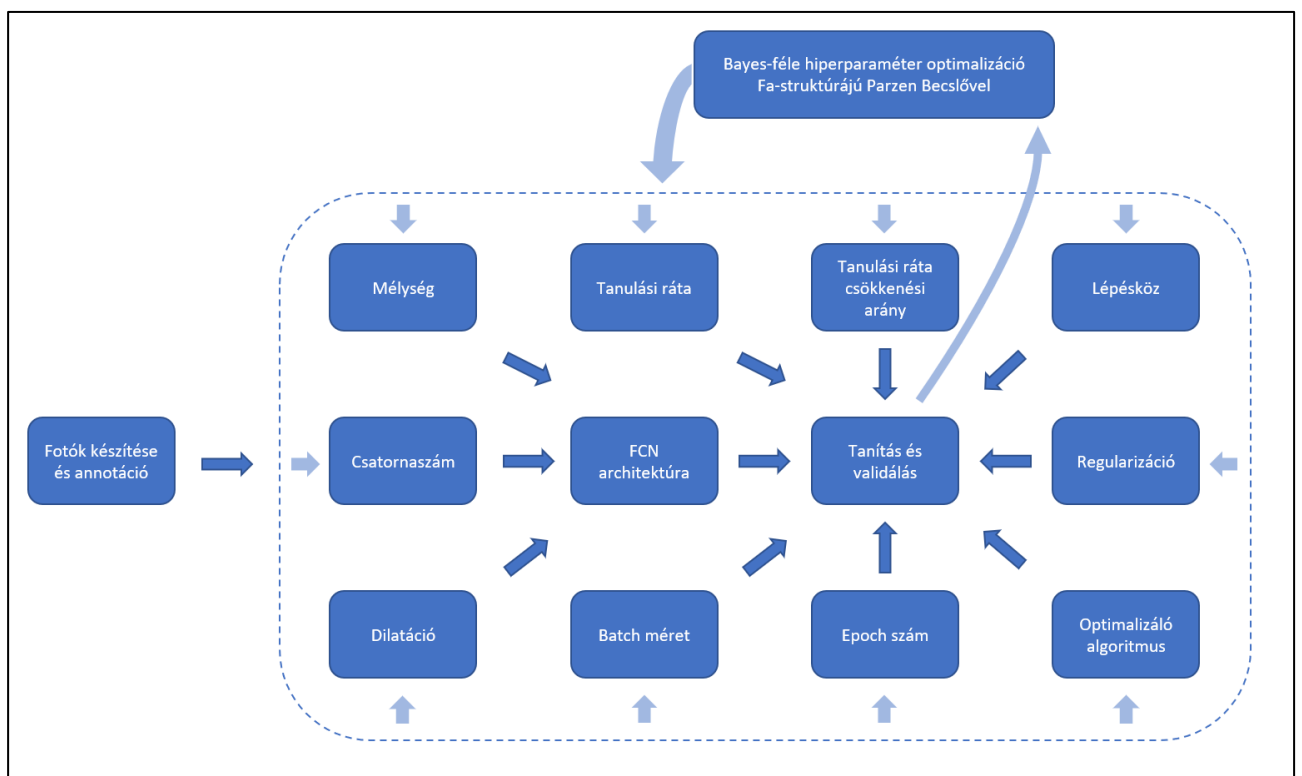 Bayes-féle hiperparaméter optimalizáció
Fa-struktúrájú Parzen Becslővel
Mélység
Tanulási ráta
Tanulási ráta
csökkenési
arány
Lépésköz
Fotók készítése
és annotáció
Csatornaszám
FCN
architektúra
Tanítás és
validálás
Regularizáció
Dilatáció
Batch méret
Epoch szám
Optimalizáló
algoritmus